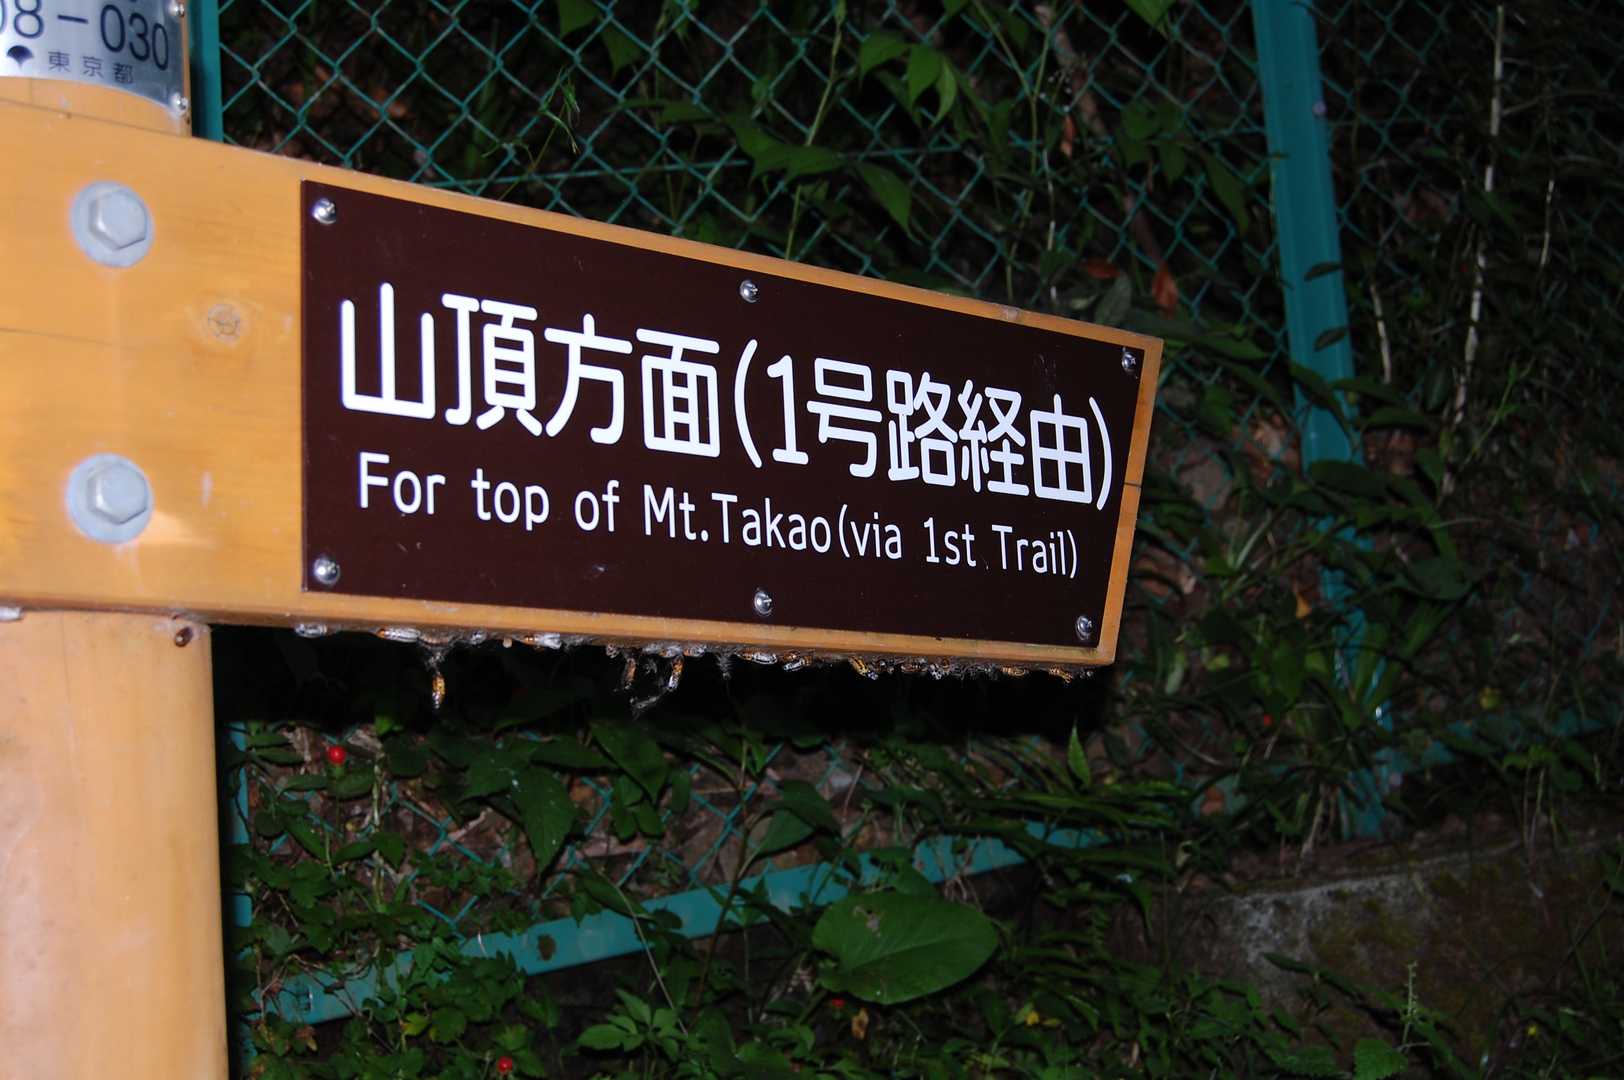 08-030
東京都
山頂方面(1号路経由)
For top of Mt.Takao(via 1st Trail)